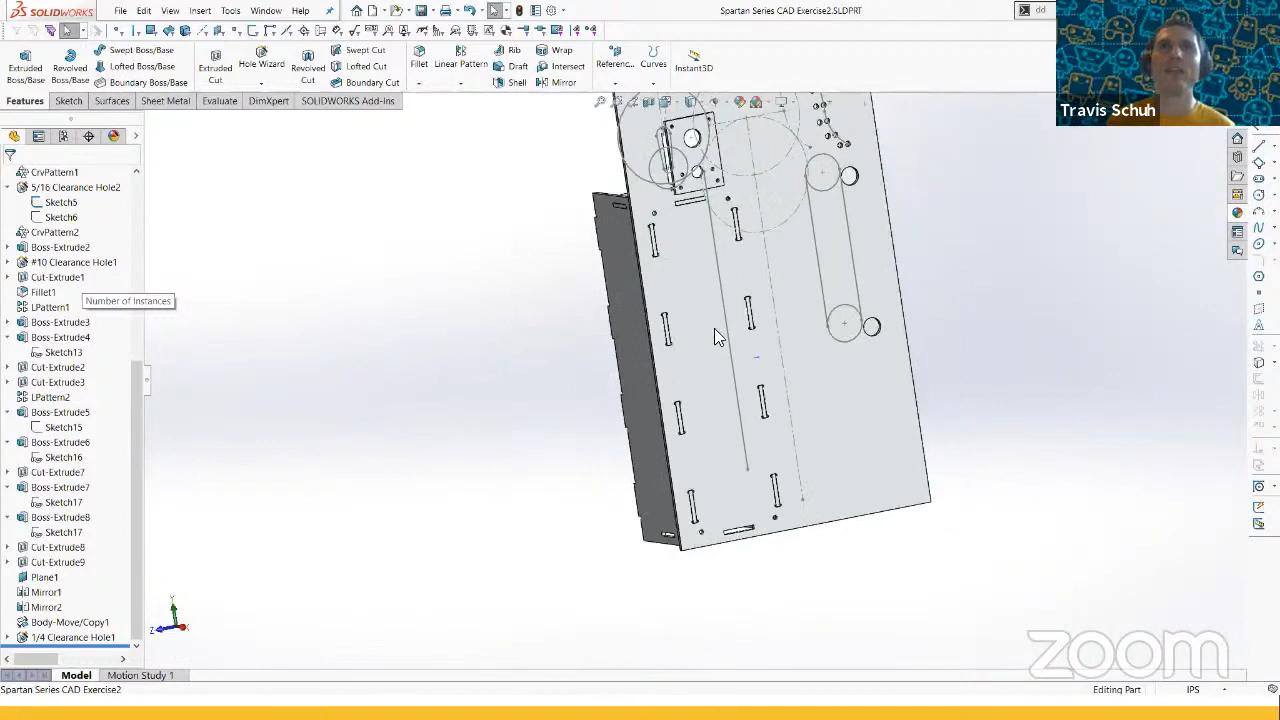 SOLIDWORKS File Edit View Insert Tools Window Help Spartan Series CAD Exercise2.SLDPRT dd
Extruded Boss/Base Revolved Boss/Base Swept Boss/Base Lofted Boss/Base Boundary Boss/Base Extruded Cut Hole Wizard Revolved Cut Swept Cut Lofted Cut Boundary Cut Fillet Linear Pattern Rib Draft Shell Wrap Intersect Mirror Referenc... Curves Instant3D
Features Sketch Surfaces Sheet Metal Evaluate DimXpert SOLIDWORKS Add-Ins
Travis Schuh
CrvPattern1
5/16 Clearance Hole2
Sketch5
Sketch6
CrvPattern2
Boss-Extrude2
#10 Clearance Hole1
Cut-Extrude1
Fillet1
Number of Instances
LPattern1
Boss-Extrude3
Boss-Extrude4
Sketch13
Cut-Extrude2
Cut-Extrude3
LPattern2
Boss-Extrude5
Sketch15
Boss-Extrude6
Sketch16
Cut-Extrude7
Boss-Extrude7
Sketch17
Boss-Extrude8
Sketch17
Cut-Extrude8
Cut-Extrude9
Plane1
Mirror1
Mirror2
Body-Move/Copy1
1/4 Clearance Hole1
Y
Z X
zoom
Model Motion Study 1
Spartan Series CAD Exercise2 Editing Part IPS